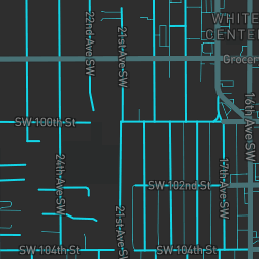 22nd Ave SW
21st Ave SW
WHITE
CENTER
Grocer
16th Ave SW
SW 100th St
24th Ave SW
SW 102nd St
17th Ave SW
21st Ave SW
SW 104th St
SW 104th St